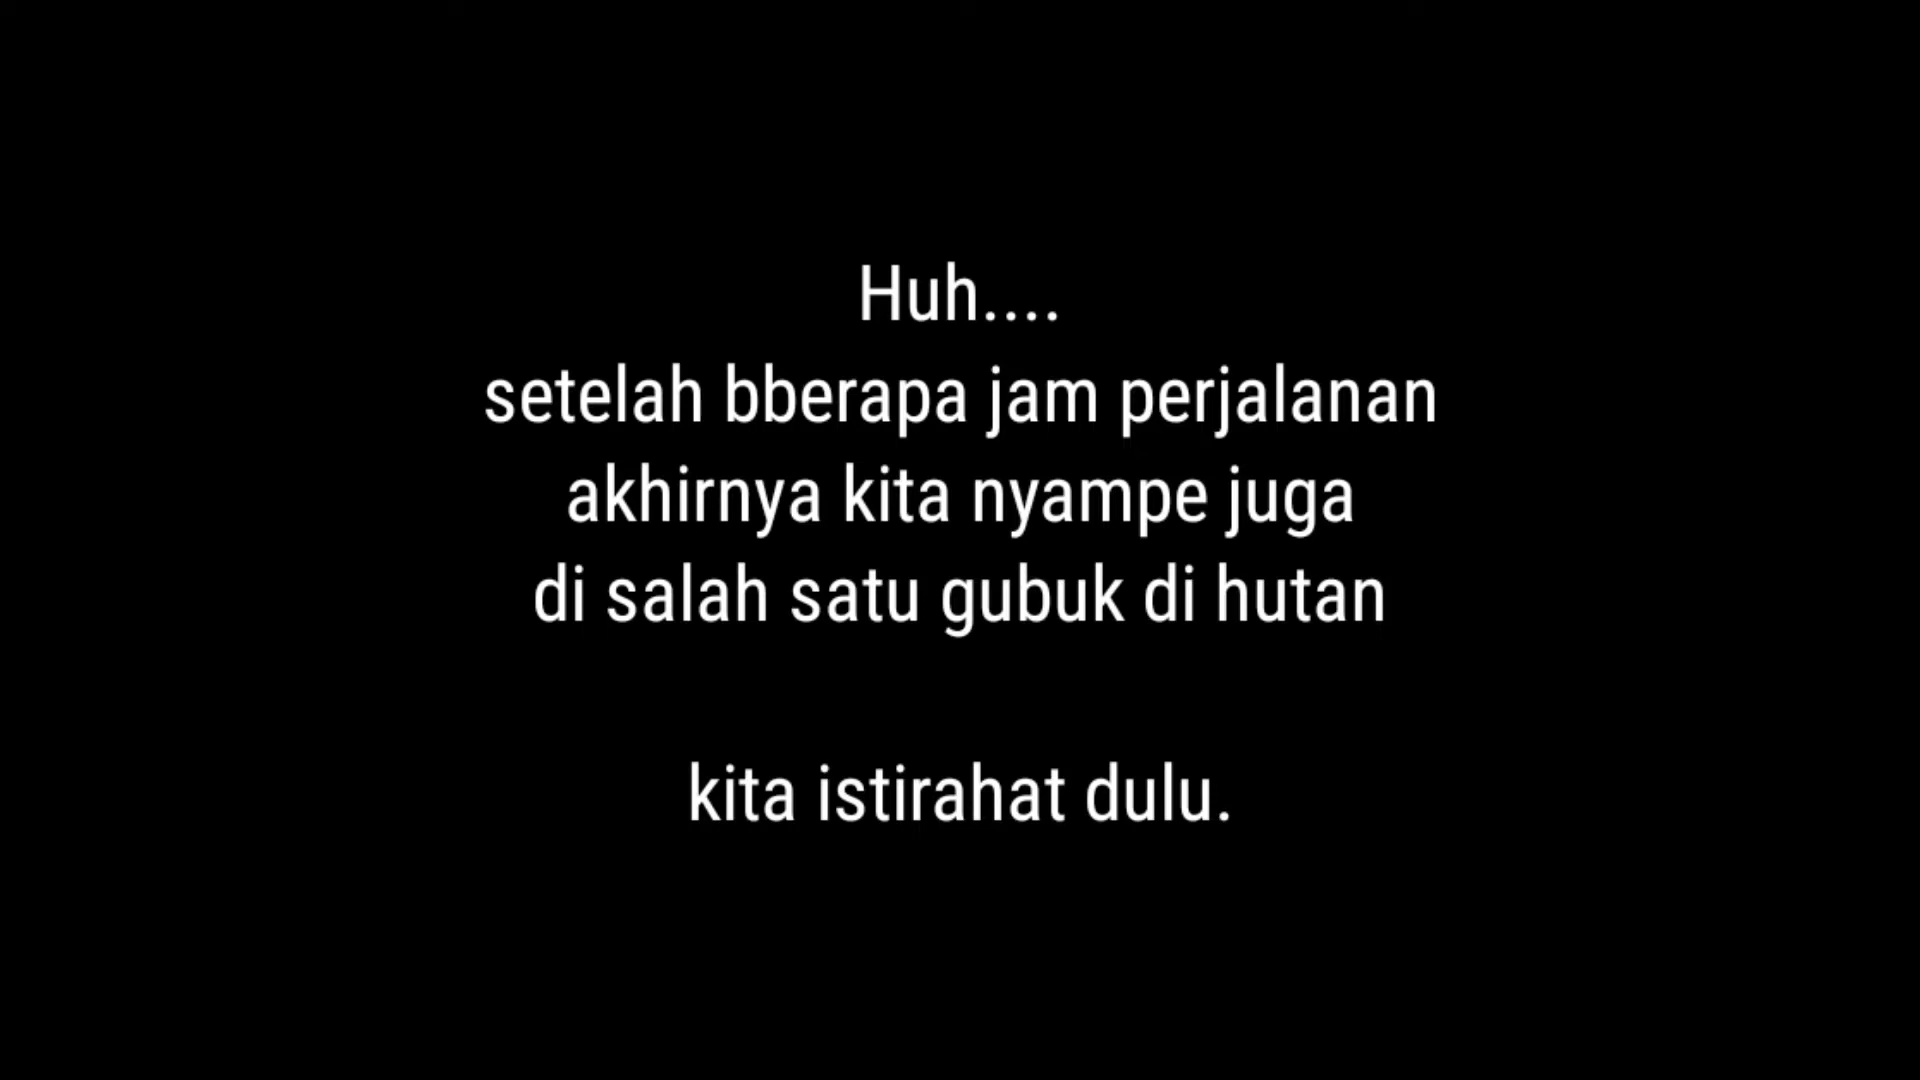 Huh....
setelah bberapa jam perjalanan
akhirnya kita nyampe juga
di salah satu gubuk di hutan
kita istirahat dulu.